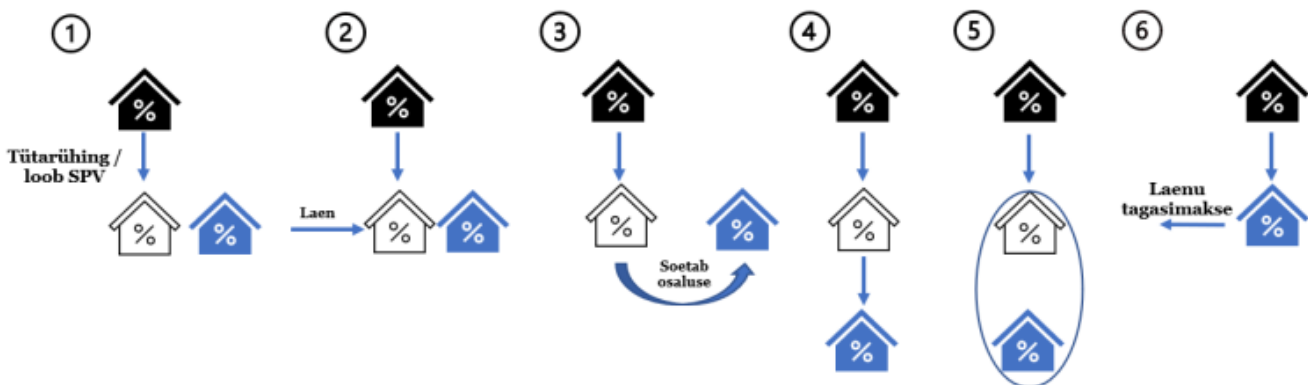 ① ② ③ ④ ⑤ ⑥
% % % % % %
Tütarühing /
loob SPV
Laen
Laenu
tagasimakse
% % % % % % % %
Soetab
osaluse
% %